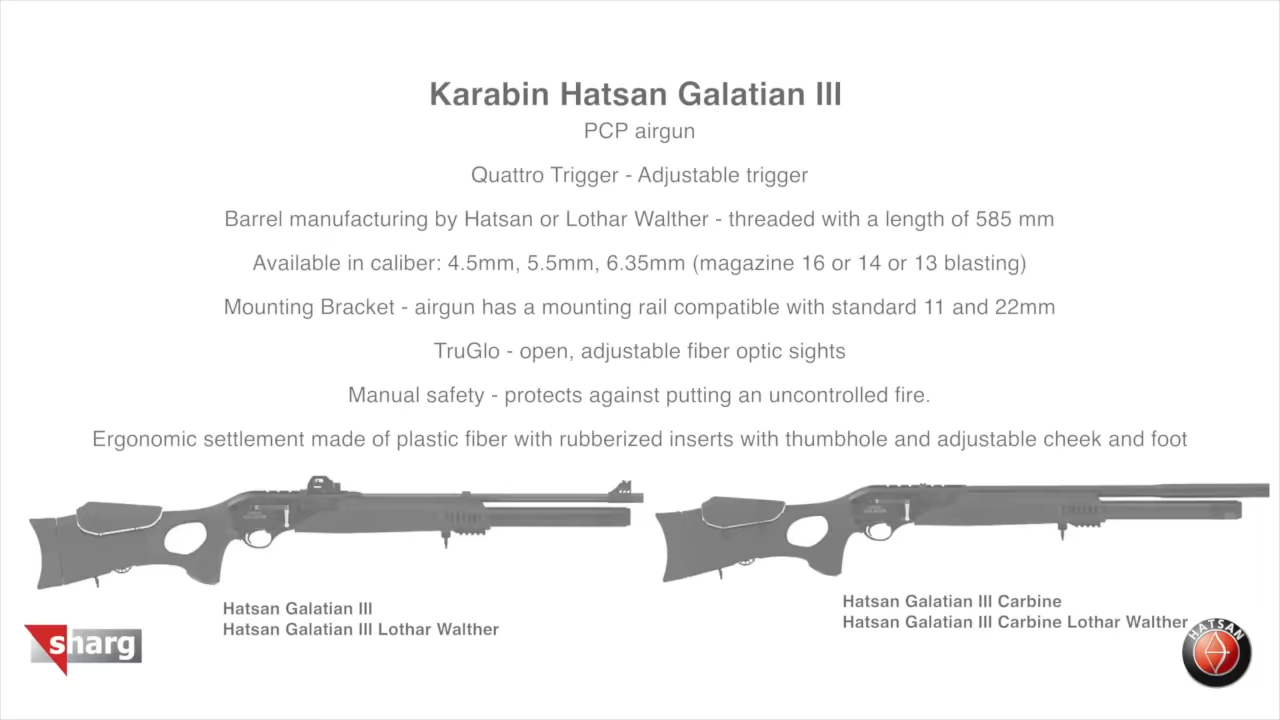 Karabin Hatsan Galatian III
PCP airgun
Quattro Trigger - Adjustable trigger
Barrel manufacturing by Hatsan or Lothar Walther - threaded with a length of 585 mm
Available in caliber: 4.5mm, 5.5mm, 6.35mm (magazine 16 or 14 or 13 blasting)
Mounting Bracket - airgun has a mounting rail compatible with standard 11 and 22mm
TruGlo - open, adjustable fiber optic sights
Manual safety - protects against putting an uncontrolled fire.
Ergonomic settlement made of plastic fiber with rubberized inserts with thumbhole and adjustable cheek and foot
Hatsan Galatian III
Hatsan Galatian III Lothar Walther
Hatsan Galatian III Carbine
Hatsan Galatian III Carbine Lothar Walther
sharg
HATSAN